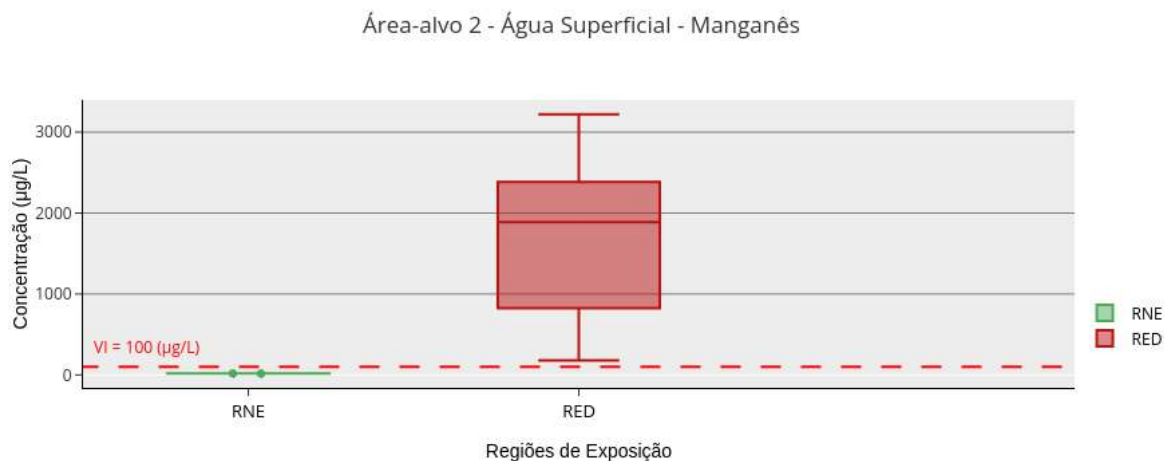 Área-alvo 2 - Água Superficial - Manganês
Concentração (µg/L)
3000
2000
1000
0
VI = 100 (µg/L)
RNE
RED
Regiões de Exposição
RNE
RED